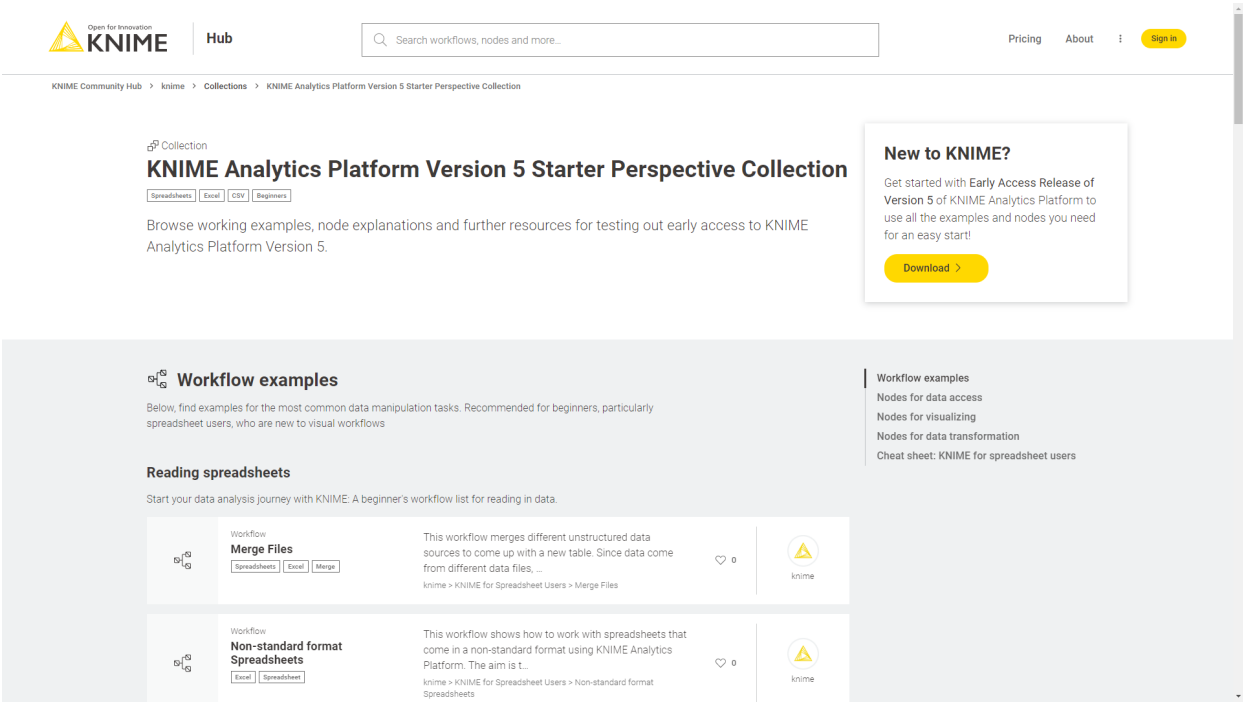 Open for Innovation
KNIME
Hub
Search workflows, nodes and more...
Pricing
About
Sign in
KNIME Community Hub > knime > Collections > KNIME Analytics Platform Version 5 Starter Perspective Collection
Collection
KNIME Analytics Platform Version 5 Starter Perspective Collection
Spreadsheets Excel CSV Beginners
Browse working examples, node explanations and further resources for testing out early access to KNIME
Analytics Platform Version 5.
New to KNIME?
Get started with Early Access Release of
Version 5 of KNIME Analytics Platform to
use all the examples and nodes you need
for an easy start!
Download >
Workflow examples
Below, find examples for the most common data manipulation tasks. Recommended for beginners, particularly
spreadsheet users, who are new to visual workflows
Workflow examples
Nodes for data access
Nodes for visualizing
Nodes for data transformation
Cheat sheet: KNIME for spreadsheet users
Reading spreadsheets
Start your data analysis journey with KNIME: A beginner's workflow list for reading in data.
Workflow
Merge Files
Spreadsheets Excel Merge
This workflow merges different unstructured data
sources to come up with a new table. Since data come
from different data files, ...
knime > KNIME for Spreadsheet Users > Merge Files
0
knime
Workflow
Non-standard format
Spreadsheets
Excel Spreadsheet
This workflow shows how to work with spreadsheets that
come in a non-standard format using KNIME Analytics
Platform. The aim is t...
knime > KNIME for Spreadsheet Users > Non-standard format
Spreadsheets
0
knime